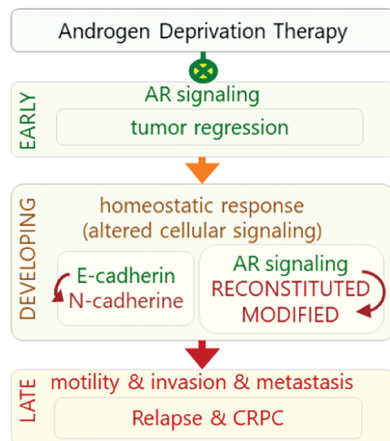 Androgen Deprivation Therapy
EARLY
AR signaling
tumor regression
DEVELOPING
homeostatic response
(altered cellular signaling)
E-cadherin
N-cadherine
AR signaling
RECONSTITUTED
MODIFIED
LATE
motility & invasion & metastasis
Relapse & CRPC